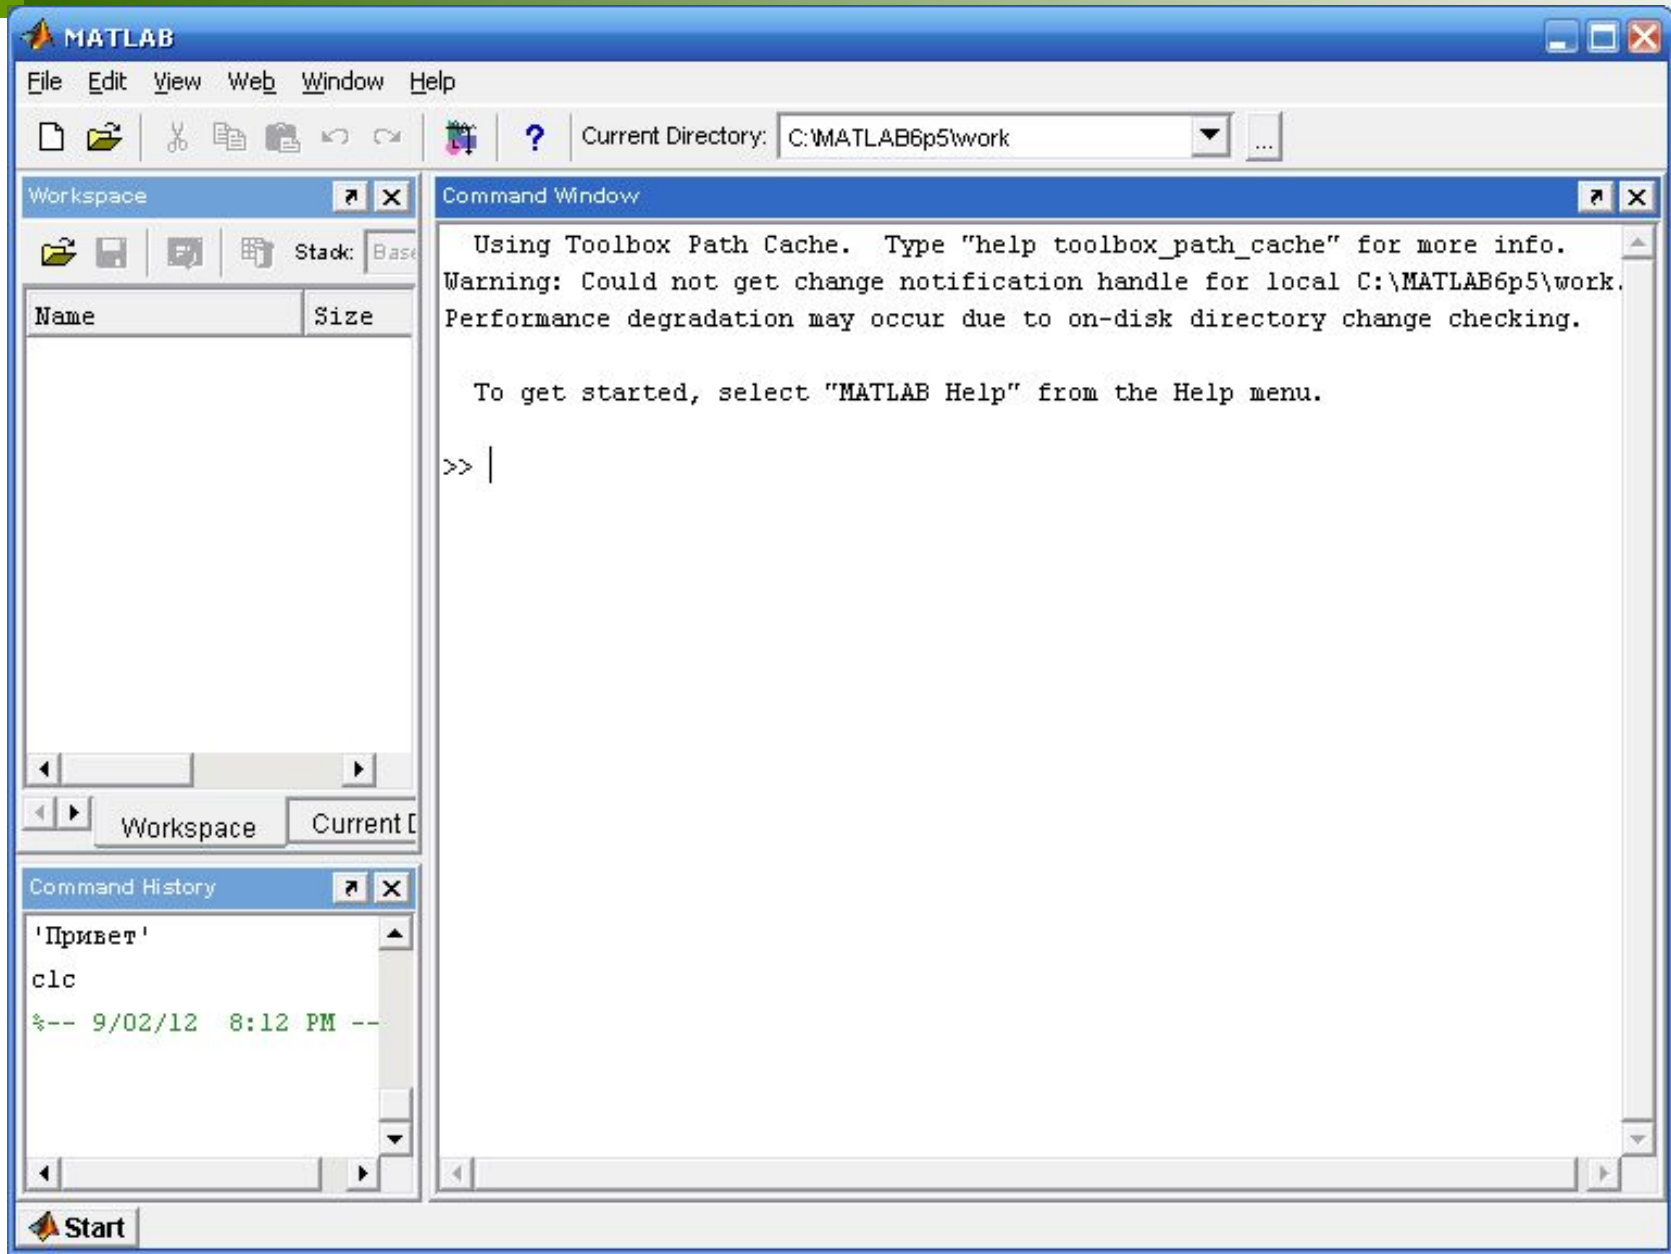 MATLAB
File Edit View Web Window Help
? Current Directory: C:\MATLAB6p5\work ...
Workspace
Stack: Base
Name Size
Workspace Current D
Command History
'Привет'
clc
%-- 9/02/12 8:12 PM --
Command Window
Using Toolbox Path Cache. Type "help toolbox_path_cache" for more info.
Warning: Could not get change notification handle for local C:\MATLAB6p5\work.
Performance degradation may occur due to on-disk directory change checking.
To get started, select "MATLAB Help" from the Help menu.
>>
Start